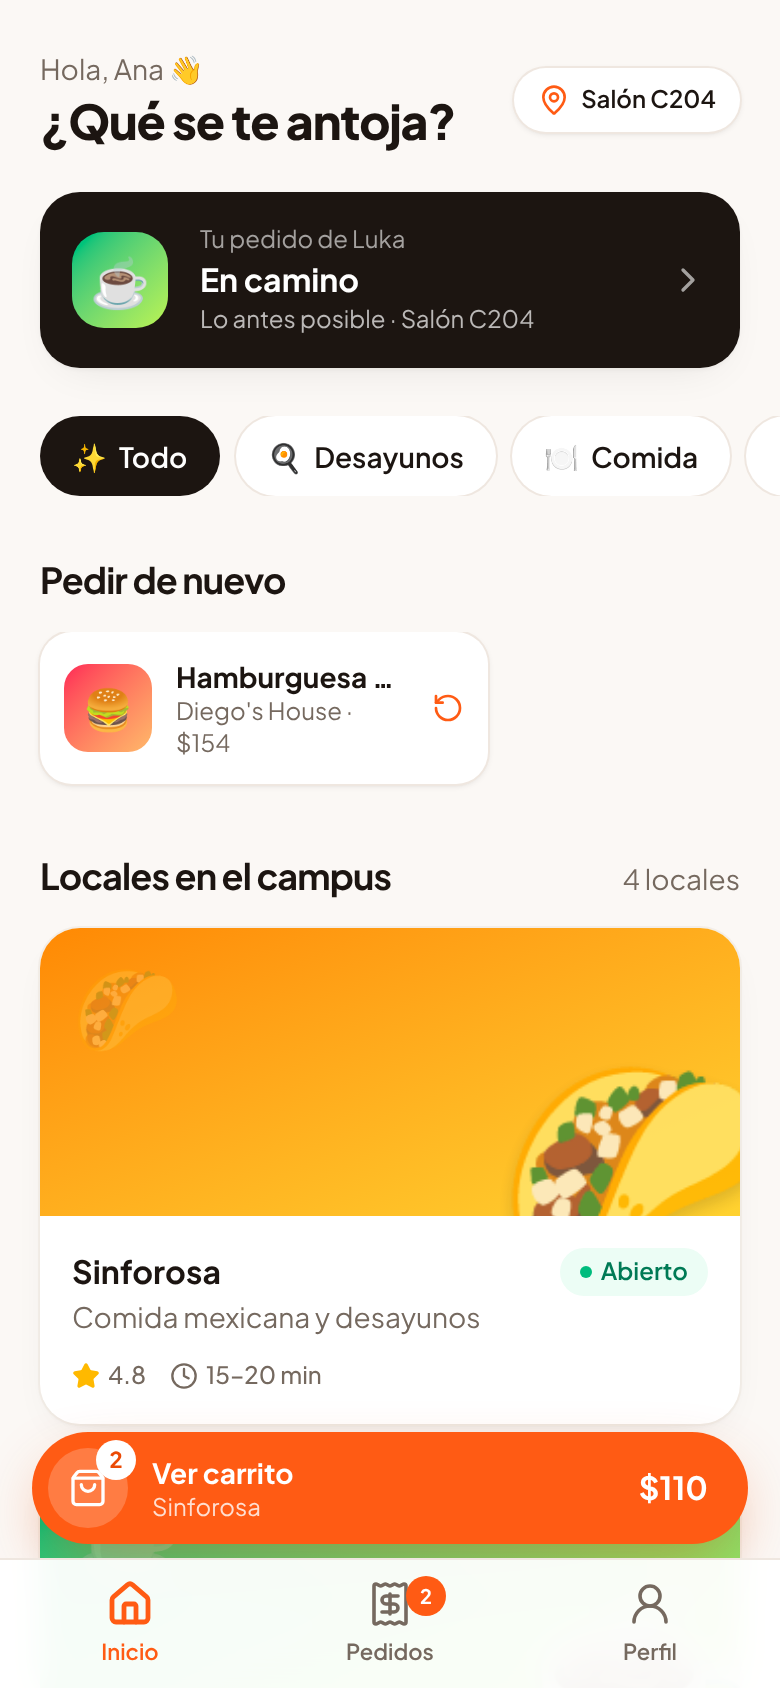 Hola, Ana 👋
¿Qué se te antoja?
Salón C204
Tu pedido de Luka
En camino
Lo antes posible · Salón C204
✨ Todo
🍳 Desayunos
🍽️ Comida
Pedir de nuevo
Hamburguesa ...
Diego's House ·
$154
Locales en el campus
4 locales
Sinforosa
Abierto
Comida mexicana y desayunos
4.8
15–20 min
2
Ver carrito
Sinforosa
$110
2
Inicio
Pedidos
Perfil